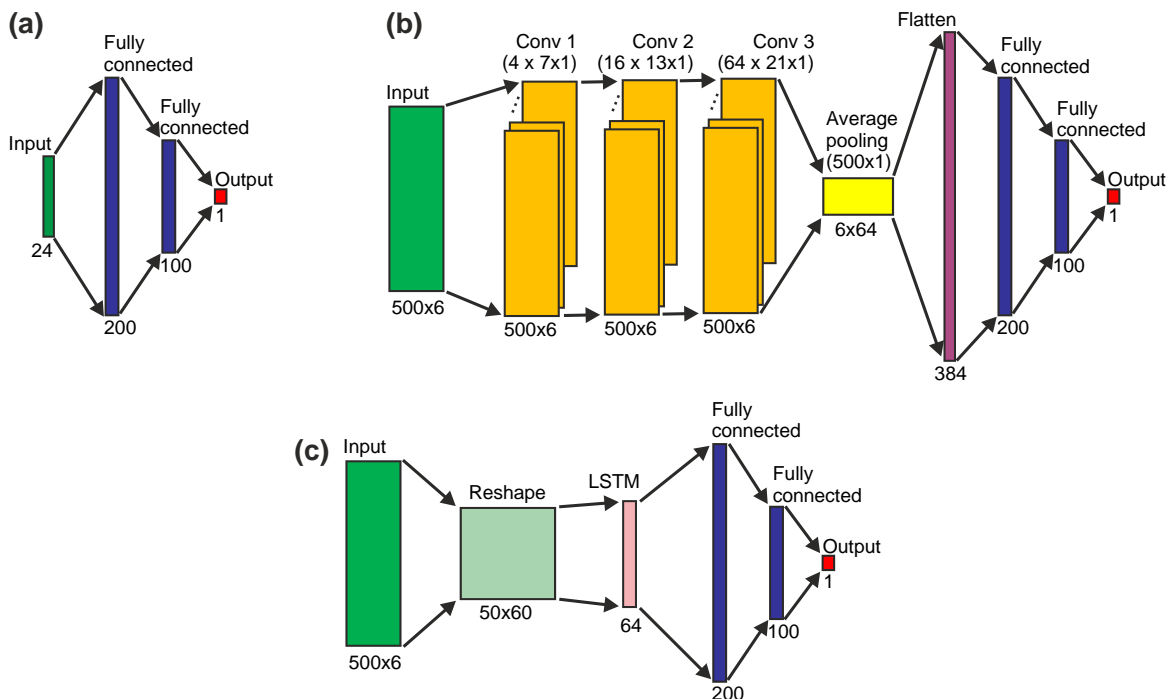 (a)
Fully
connected
Fully
connected
Input
Output
1
24
100
200
(b)
Input
Conv 1
(4 x 7x1)
Conv 2
(16 x 13x1)
Conv 3
(64 x 21x1)
500x6
500x6
500x6
500x6
Average
pooling
(500x1)
6x64
Flatten
384
Fully
connected
200
Fully
connected
100
Output
1
(c)
Input
500x6
Reshape
50x60
LSTM
64
Fully
connected
200
Fully
connected
100
Output
1